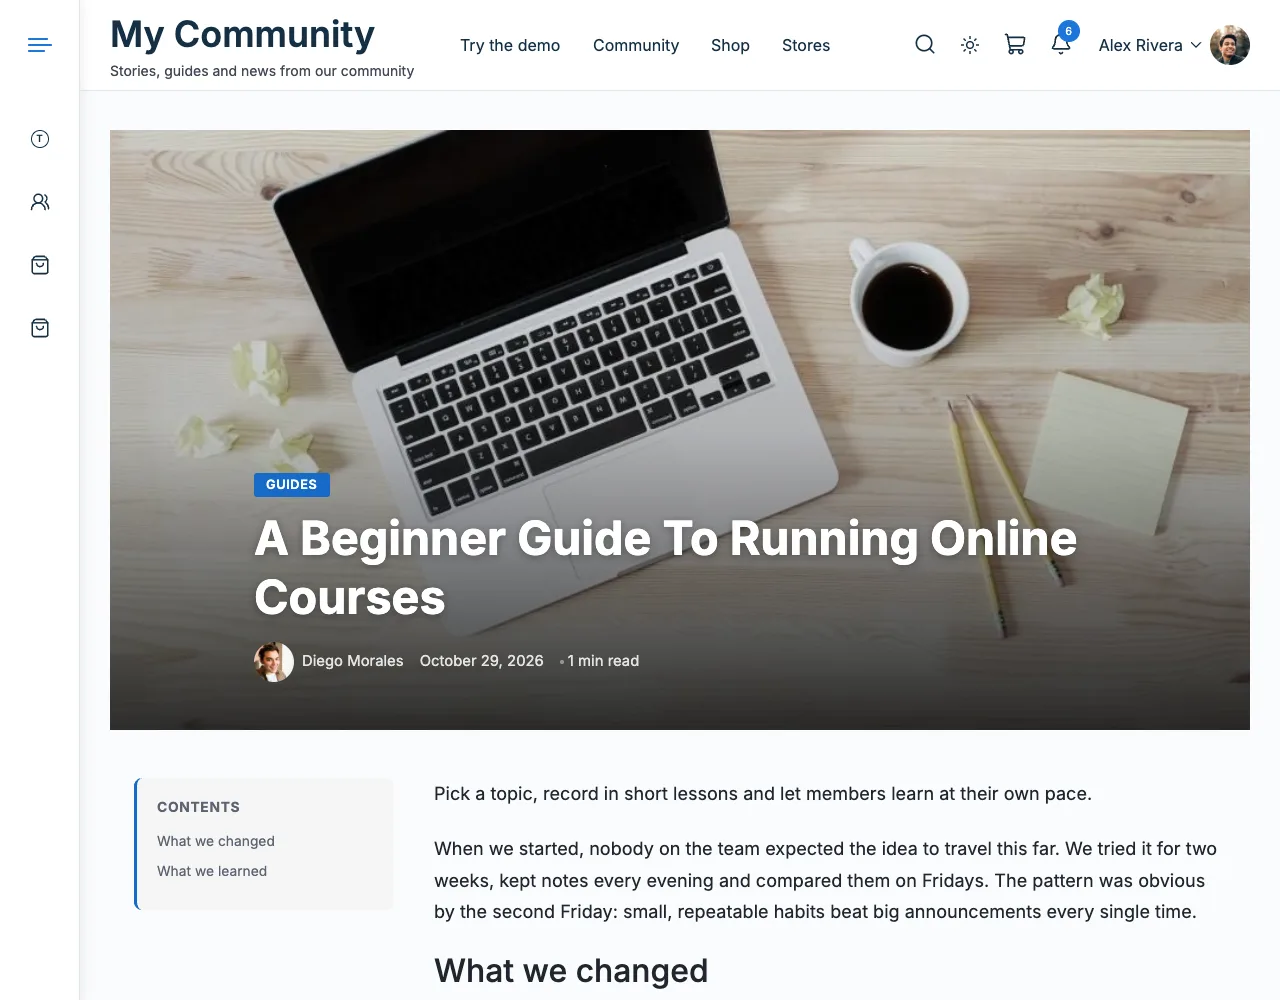 My Community
Stories, guides and news from our community
Try the demo
Community
Shop
Stores
6
Alex Rivera
T
GUIDES
A Beginner Guide To Running Online
Courses
Diego Morales
October 29, 2026
• 1 min read
CONTENTS
What we changed
What we learned
Pick a topic, record in short lessons and let members learn at their own pace.
When we started, nobody on the team expected the idea to travel this far. We tried it for two
weeks, kept notes every evening and compared them on Fridays. The pattern was obvious
by the second Friday: small, repeatable habits beat big announcements every single time.
What we changed